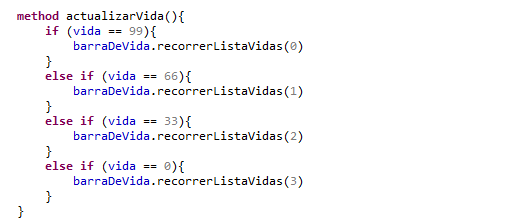 method actualizarVida(){
    if (vida == 99){
        barraDeVida.recorrerListaVidas(0)
    }
    else if (vida == 66){
        barraDeVida.recorrerListaVidas(1)
    }
    else if (vida == 33){
        barraDeVida.recorrerListaVidas(2)
    }
    else if (vida == 0){
        barraDeVida.recorrerListaVidas(3)
    }
}